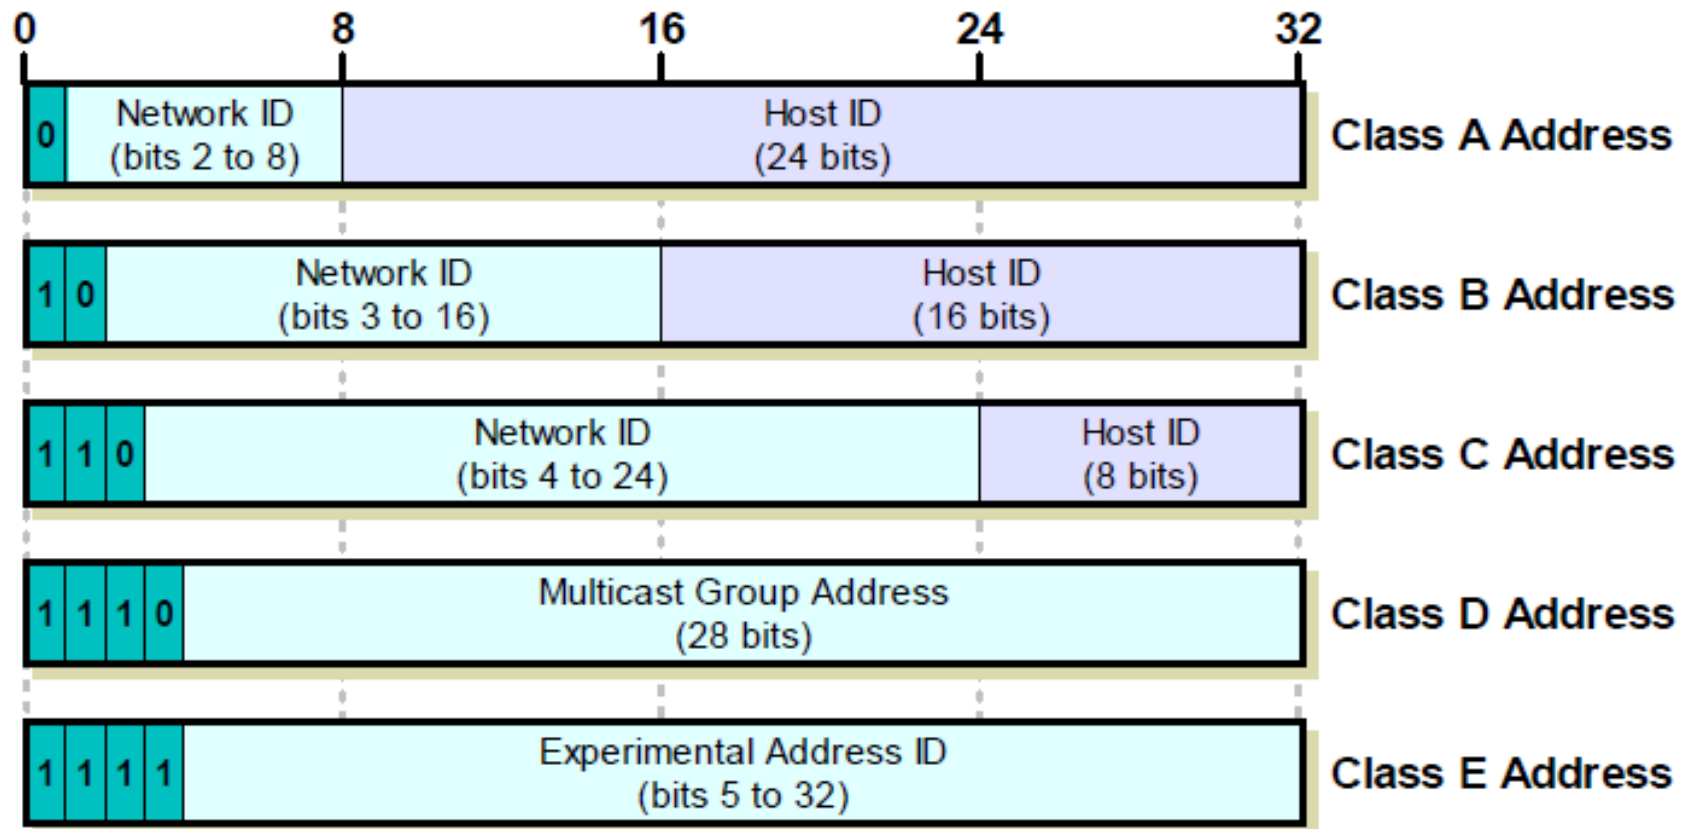 0 8 16 24 32
0
Network ID
(bits 2 to 8)
Host ID
(24 bits)
Class A Address
1 0
Network ID
(bits 3 to 16)
Host ID
(16 bits)
Class B Address
1 1 0
Network ID
(bits 4 to 24)
Host ID
(8 bits)
Class C Address
1 1 1 0
Multicast Group Address
(28 bits)
Class D Address
1 1 1 1
Experimental Address ID
(bits 5 to 32)
Class E Address